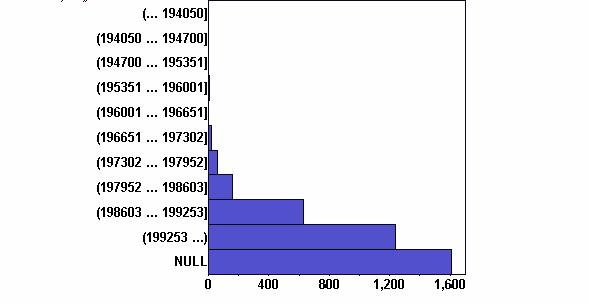 (... 194050]
(194050 ... 194700]
(194700 ... 195351]
(195351 ... 196001]
(196001 ... 196651]
(196651 ... 197302]
(197302 ... 197952]
(197952 ... 198603]
(198603 ... 199253]
(199253 ...)
NULL
0 400 800 1,200 1,600